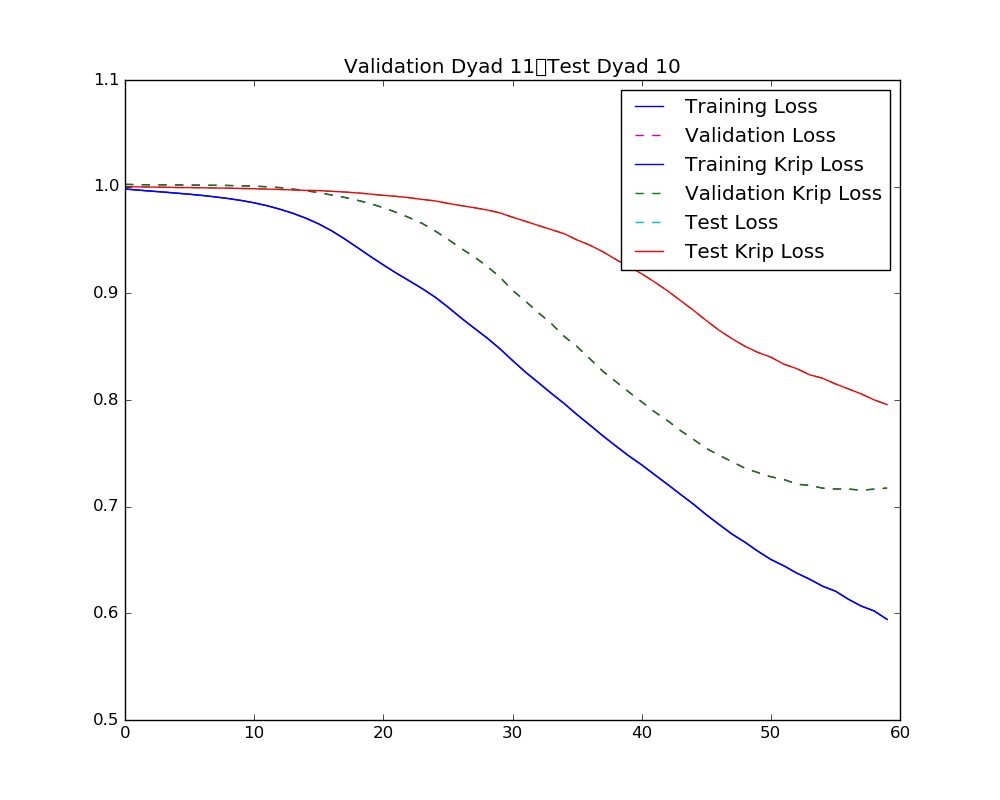 Validation Dyad 11▯Test Dyad 10
1.1
1.0
0.9
0.8
0.7
0.6
0.5
0
10
20
30
40
50
60
Training Loss
Validation Loss
Training Krip Loss
Validation Krip Loss
Test Loss
Test Krip Loss